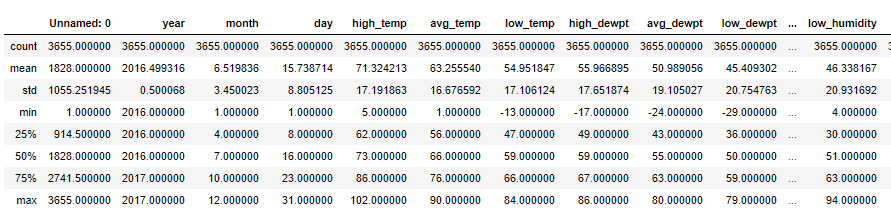 Unnamed: 0 year month day high_temp avg_temp low_temp high_dewpt avg_dewpt low_dewpt ... low_humidity
count 3655.000000 3655.000000 3655.000000 3655.000000 3655.000000 3655.000000 3655.000000 3655.000000 3655.000000 3655.000000 ... 3655.000000 3
mean 1828.000000 2016.499316 6.519836 15.738714 71.324213 63.255540 54.951847 55.966895 50.989056 45.409302 ... 46.338167
std 1055.251945 0.500068 3.450023 8.805125 17.191863 16.676592 17.106124 17.651874 19.105027 20.754763 ... 20.931692
min 1.000000 2016.000000 1.000000 1.000000 5.000000 1.000000 -13.000000 -17.000000 -24.000000 -29.000000 ... 4.000000
25% 914.500000 2016.000000 4.000000 8.000000 62.000000 56.000000 47.000000 49.000000 43.000000 36.000000 ... 30.000000
50% 1828.000000 2016.000000 7.000000 16.000000 73.000000 66.000000 59.000000 59.000000 55.000000 50.000000 ... 51.000000
75% 2741.500000 2017.000000 10.000000 23.000000 86.000000 76.000000 66.000000 67.000000 63.000000 59.000000 ... 63.000000
max 3655.000000 2017.000000 12.000000 31.000000 102.000000 90.000000 84.000000 86.000000 80.000000 79.000000 ... 94.000000